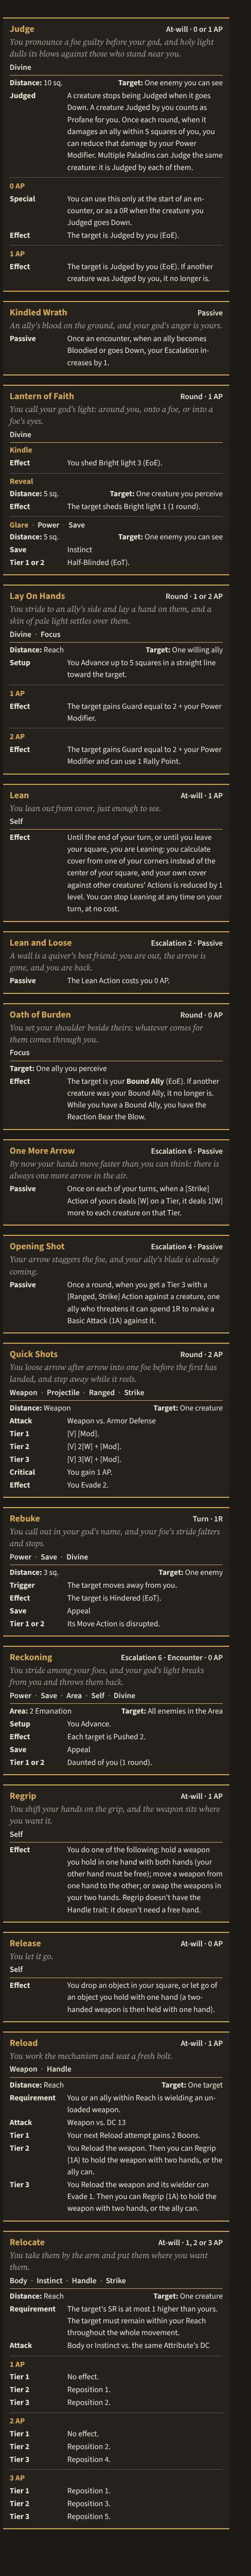 Judge At-will · 0 or 1 AP
You pronounce a foe guilty before your god, and holy light
dulls its blows against those who stand near you.
Divine
Distance: 10 sq. Target: One enemy you can see
Judged A creature stops being Judged when it goes
Down. A creature Judged by you counts as
Profane for you. Once each round, when it
damages an ally within 5 squares of you, you
can reduce that damage by your Power
Modifier. Multiple Paladins can Judge the same
creature: it is Judged by each of them.
0 AP
Special You can use this only at the start of an en-
counter, or as a 0R when the creature you
Judged goes Down.
Effect The target is Judged by you (EoE).
1 AP
Effect The target is Judged by you (EoE). If another
creature was Judged by you, it no longer is.
Kindled Wrath Passive
An ally's blood on the ground, and your god's anger is yours.
Passive Once an encounter, when an ally becomes
Bloodied or goes Down, your Escalation in-
creases by 1.
Lantern of Faith Round · 1 AP
You call your god's light: around you, onto a foe, or into a
foe's eyes.
Divine
Kindle
Effect You shed Bright light 3 (EoE).
Reveal
Distance: 5 sq. Target: One creature you perceive
Effect The target sheds Bright light 1 (1 round).
Glare · Power · Save
Distance: 5 sq. Target: One enemy you can see
Save Instinct
Tier 1 or 2 Half-Blinded (EoT).
Lay On Hands Round · 1 or 2 AP
You stride to an ally's side and lay a hand on them, and a
skin of pale light settles over them.
Divine · Focus
Distance: Reach Target: One willing ally
Setup You Advance up to 5 squares in a straight line
toward the target.
1 AP
Effect The target gains Guard equal to 2 + your Power
Modifier.
2 AP
Effect The target gains Guard equal to 2 + your Power
Modifier and can use 1 Rally Point.
Lean At-will · 1 AP
You lean out from cover, just enough to see.
Self
Effect Until the end of your turn, or until you leave
your square, you are Leaning: you calculate
cover from one of your corners instead of the
center of your square, and your own cover
against other creatures' Actions is reduced by 1
level. You can stop Leaning at any time on your
turn, at no cost.
Lean and Loose Escalation 2 · Passive
A wall is a quiver's best friend: you are out, the arrow is
gone, and you are back.
Passive The Lean Action costs you 0 AP.
Oath of Burden Round · 0 AP
You set your shoulder beside theirs: whatever comes for
them comes through you.
Focus
Target: One ally you perceive
Effect The target is your Bound Ally (EoE). If another
creature was your Bound Ally, it no longer is.
While you have a Bound Ally, you have the
Reaction Bear the Blow.
One More Arrow Escalation 6 · Passive
By now your hands move faster than you can think: there is
always one more arrow in the air.
Passive Once on each of your turns, when a [Strike]
Action of yours deals [W] on a Tier, it deals 1[W]
more to each creature on that Tier.
Opening Shot Escalation 4 · Passive
Your arrow staggers the foe, and your ally's blade is already
coming.
Passive Once a round, when you get a Tier 3 with a
[Ranged, Strike] Action against a creature, one
ally who threatens it can spend 1R to make a
Basic Attack (1A) against it.
Quick Shots Round · 2 AP
You loose arrow after arrow into one foe before the first has
landed, and step away while it reels.
Weapon · Projectile · Ranged · Strike
Distance: Weapon Target: One creature
Attack Weapon vs. Armor Defense
Tier 1 [V] [Mod].
Tier 2 [V] 2[W] + [Mod].
Tier 3 [V] 3[W] + [Mod].
Critical You gain 1 AP.
Effect You Evade 2.
Rebuke Turn · 1R
You call out in your god's name, and your foe's stride falters
and stops.
Power · Save · Divine
Distance: 3 sq. Target: One enemy
Trigger The target moves away from you.
Effect The target is Hindered (EoT).
Save Appeal
Tier 1 or 2 Its Move Action is disrupted.
Reckoning Escalation 6 · Encounter · 0 AP
You stride among your foes, and your god's light breaks
from you and throws them back.
Power · Save · Area · Self · Divine
Area: 2 Emanation Target: All enemies in the Area
Setup You Advance.
Effect Each target is Pushed 2.
Save Appeal
Tier 1 or 2 Daunted of you (1 round).
Regrip At-will · 1 AP
You shift your hands on the grip, and the weapon sits where
you want it.
Self
Effect You do one of the following: hold a weapon
you hold in one hand with both hands (your
other hand must be free); move a weapon from
one hand to the other; or swap the weapons in
your two hands. Regrip doesn't have the
Handle trait: it doesn't need a free hand.
Release At-will · 0 AP
You let it go.
Self
Effect You drop an object in your square, or let go of
an object you hold with one hand (a two-
handed weapon is then held with one hand).
Reload At-will · 1 AP
You work the mechanism and seat a fresh bolt.
Weapon · Handle
Distance: Reach Target: One target
Requirement You or an ally within Reach is wielding an un-
loaded weapon.
Attack Weapon vs. DC 13
Tier 1 Your next Reload attempt gains 2 Boons.
Tier 2 You Reload the weapon. Then you can Regrip
(1A) to hold the weapon with two hands, or the
ally can.
Tier 3 You Reload the weapon and its wielder can
Evade 1. Then you can Regrip (1A) to hold the
weapon with two hands, or the ally can.
Relocate At-will · 1, 2 or 3 AP
You take them by the arm and put them where you want
them.
Body · Instinct · Handle · Strike
Distance: Reach Target: One creature
Requirement The target's SR is at most 1 higher than yours.
The target must remain within your Reach
throughout the whole movement.
Attack Body or Instinct vs. the same Attribute's DC
1 AP
Tier 1 No effect.
Tier 2 Reposition 1.
Tier 3 Reposition 2.
2 AP
Tier 1 No effect.
Tier 2 Reposition 2.
Tier 3 Reposition 4.
3 AP
Tier 1 Reposition 1.
Tier 2 Reposition 3.
Tier 3 Reposition 5.